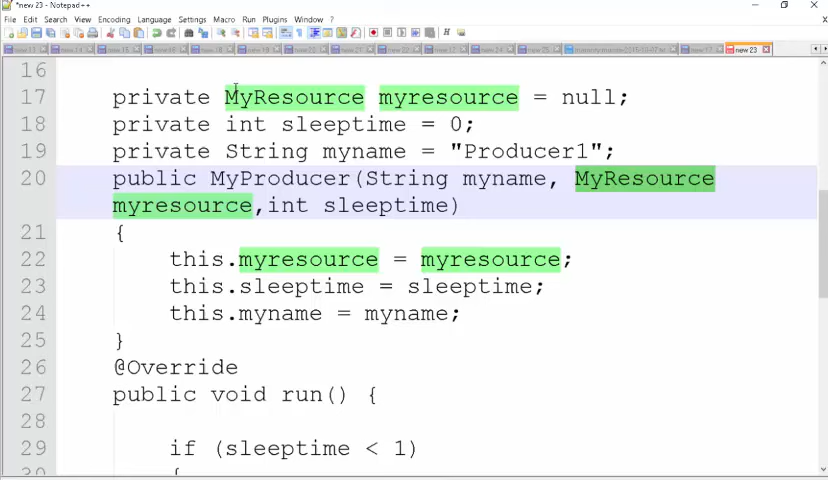 *new 23 - Notepad++
File Edit Search View Encoding Language Settings Macro Run Plugins Window ?
new 23
16
17 private MyResource myresource = null;
18 private int sleeptime = 0;
19 private String myname = "Producer1";
20 public MyProducer(String myname, MyResource
myresource,int sleeptime)
21 {
22 this.myresource = myresource;
23 this.sleeptime = sleeptime;
24 this.myname = myname;
25 }
26 @Override
27 public void run() {
28
29 if (sleeptime < 1)
30 {